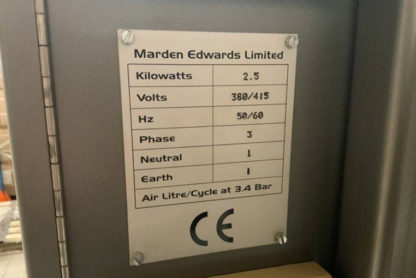 Marden Edwards Limited
Kilowatts 2.5
Volts 380/415
Hz 50/60
Phase 3
Neutral 1
Earth 1
Air Litre/Cycle at 3.4 Bar
CE